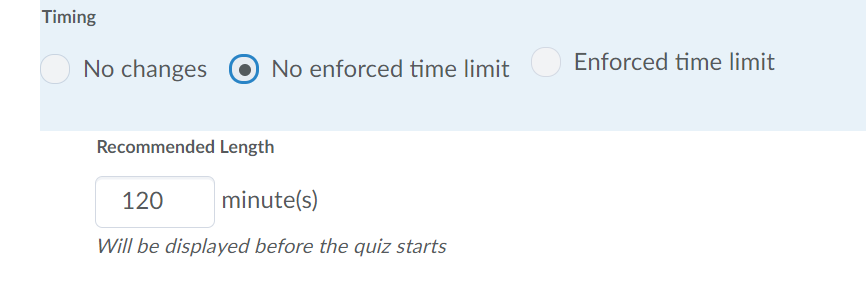 Timing
No changes No enforced time limit Enforced time limit
Recommended Length
120 minute(s)
Will be displayed before the quiz starts